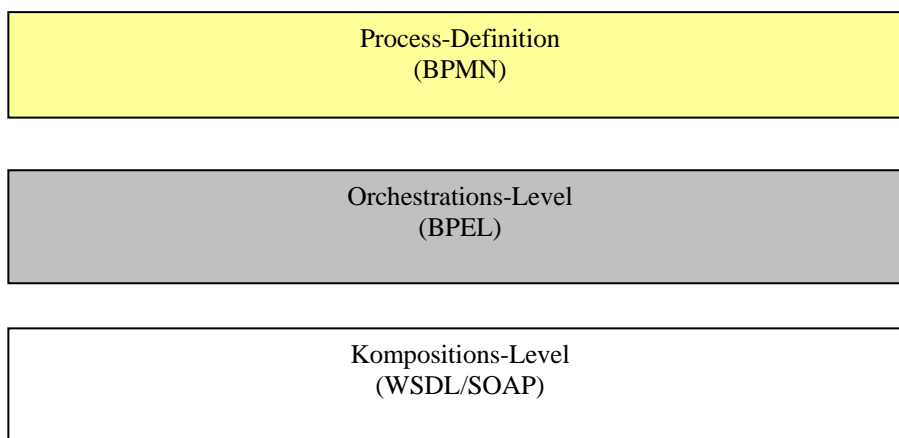 Process-Definition
(BPMN)
Orchestrations-Level
(BPEL)
Kompositions-Level
(WSDL/SOAP)